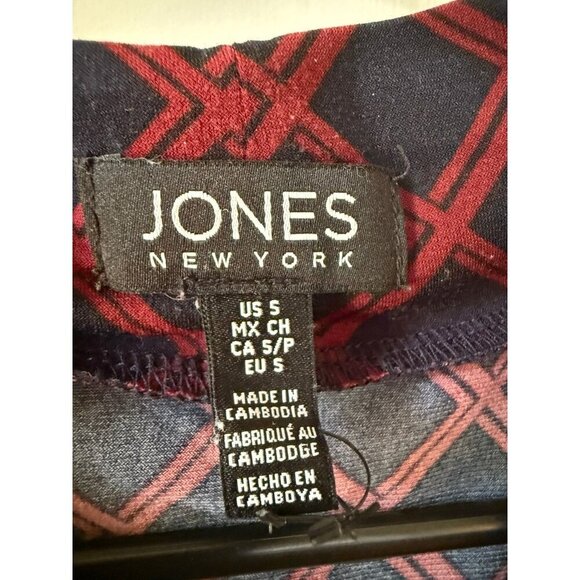 JONES
NEW YORK
US S
MX CH
CA S/P
EU S
MADE IN
CAMBODIA
FABRIQUÉ AU
CAMBODGE
HECHO EN
CAMBOYA